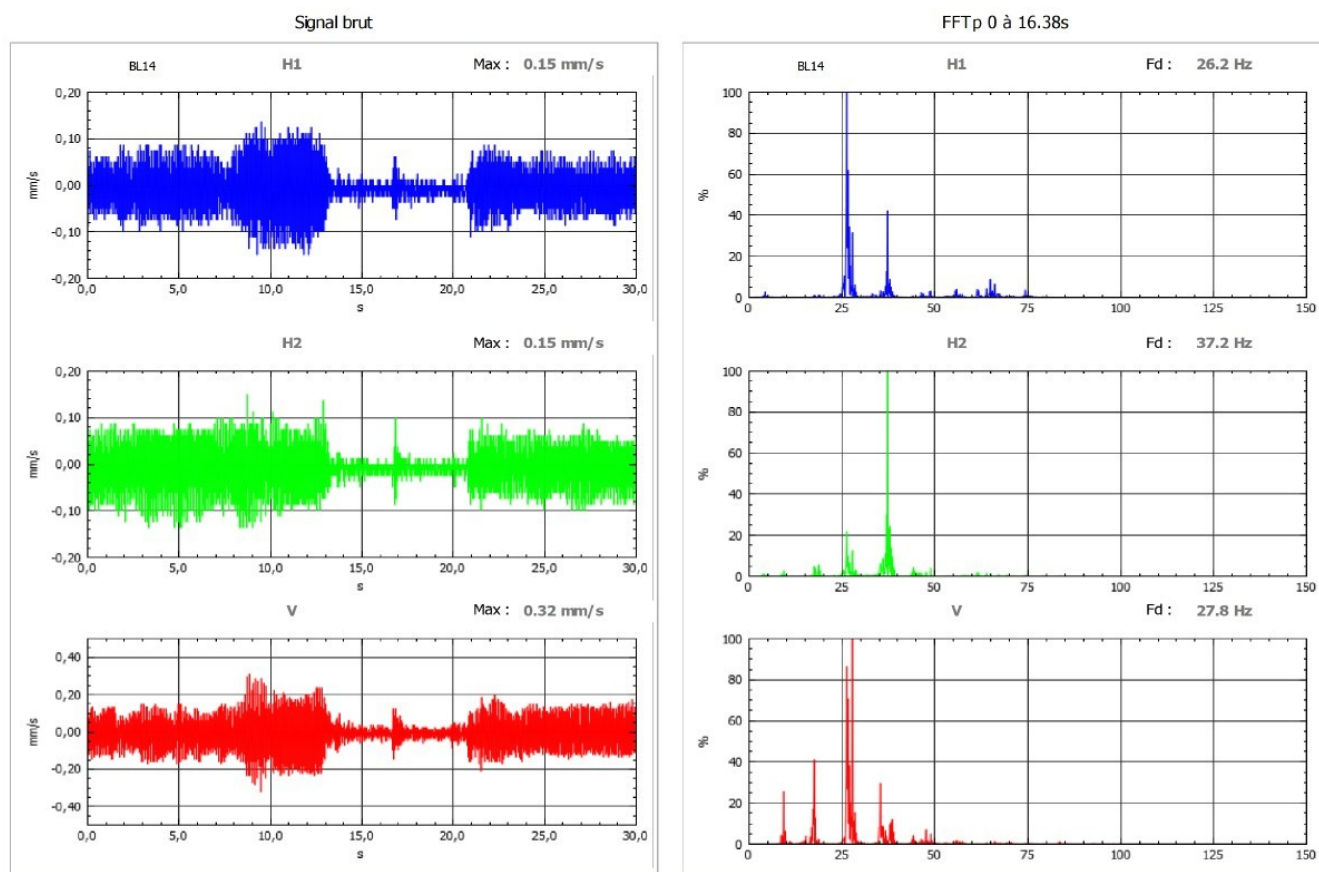 Signal brut
FFTp 0 à 16.38s
BL14 H1 Max : 0.15 mm/s
0,20
0,10
0,00
-0,10
-0,20
mm/s
0,0 5,0 10,0 15,0 20,0 25,0 30,0
s
H2 Max : 0.15 mm/s
0,20
0,10
0,00
-0,10
-0,20
mm/s
0,0 5,0 10,0 15,0 20,0 25,0 30,0
s
V Max : 0.32 mm/s
0,40
0,20
0,00
-0,20
-0,40
mm/s
0,0 5,0 10,0 15,0 20,0 25,0 30,0
s
BL14 H1 Fd : 26.2 Hz
100
80
60
40
20
0
%
0 25 50 75 100 125 150
H2 Fd : 37.2 Hz
100
80
60
40
20
0
%
0 25 50 75 100 125 150
V Fd : 27.8 Hz
100
80
60
40
20
0
%
0 25 50 75 100 125 150